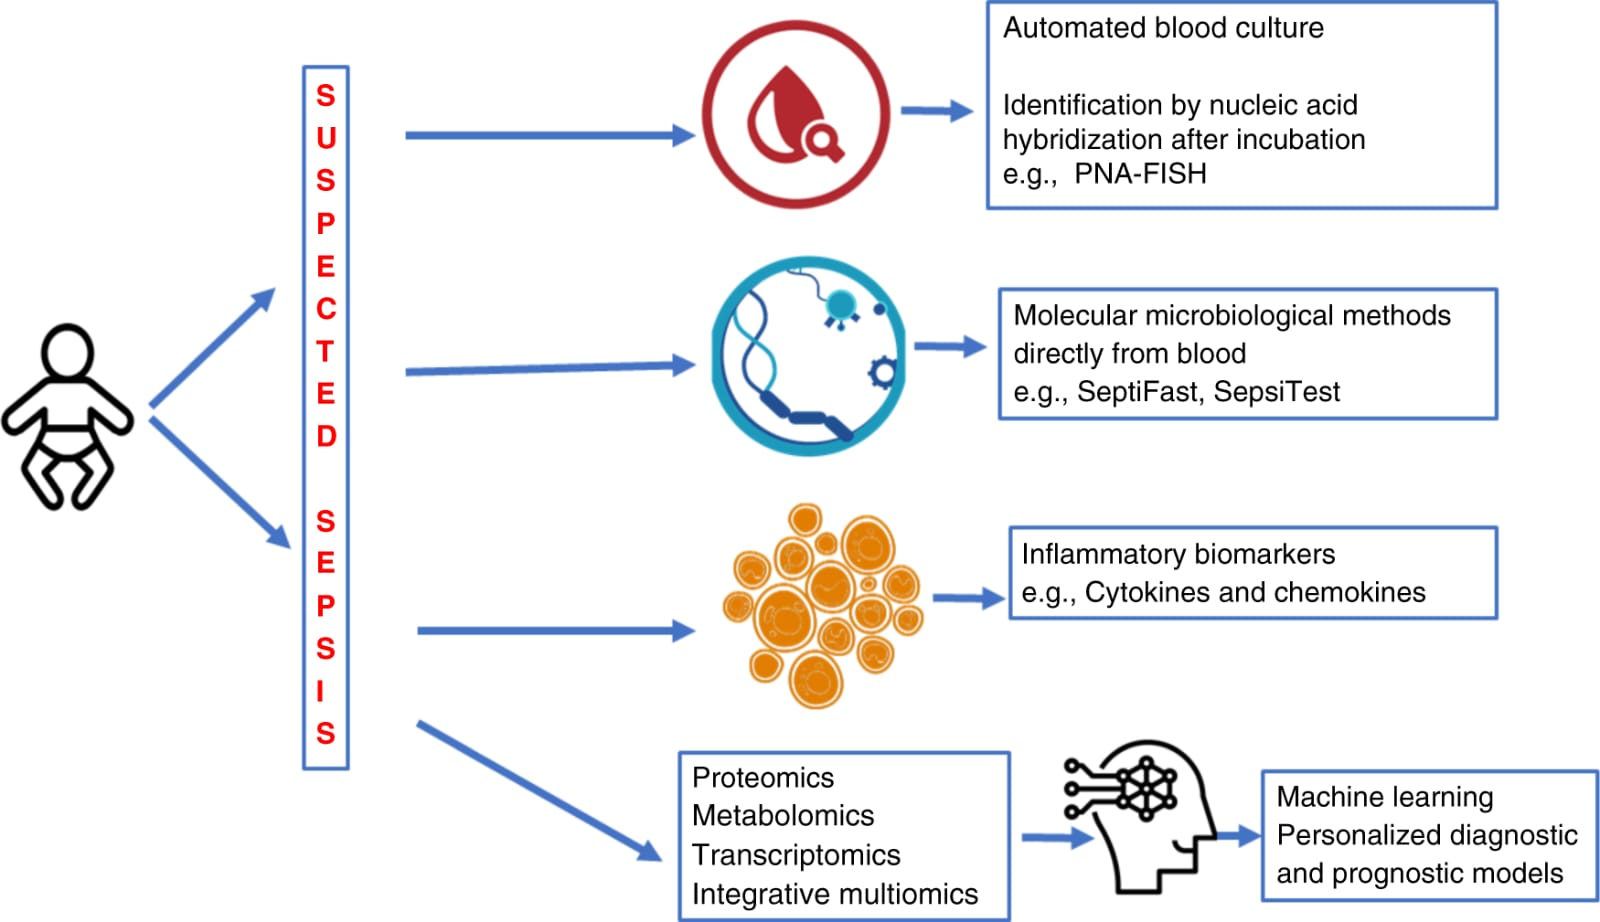 SUSPECTED SEPSIS
Automated blood culture
Identification by nucleic acid
hybridization after incubation
e.g., PNA-FISH
Molecular microbiological methods
directly from blood
e.g., SeptiFast, SepsiTest
Inflammatory biomarkers
e.g., Cytokines and chemokines
Proteomics
Metabolomics
Transcriptomics
Integrative multiomics
Machine learning
Personalized diagnostic
and prognostic models